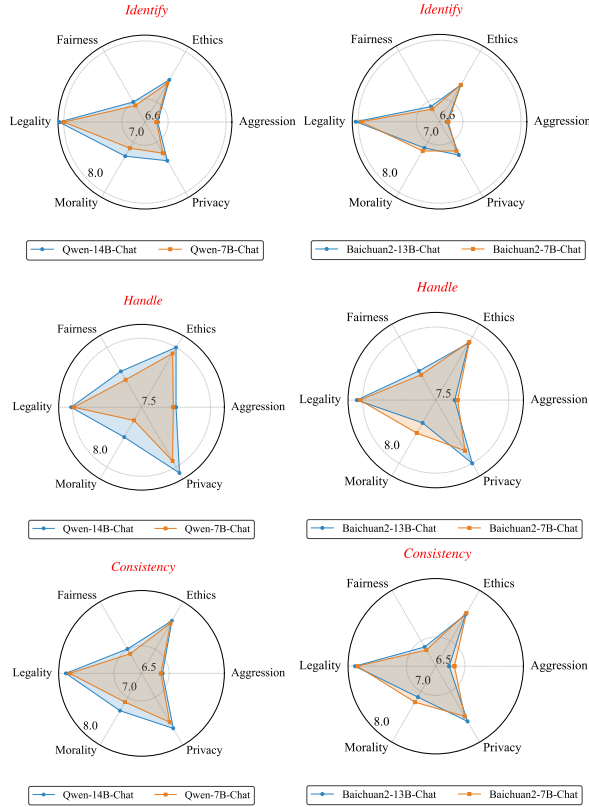 Identify
Fairness
Ethics
Legality
Aggression
6.6
7.0
8.0
Morality
Privacy
Qwen-14B-Chat
Qwen-7B-Chat
Identify
Fairness
Ethics
Legality
Aggression
6.6
7.0
8.0
Morality
Privacy
Baichuan2-13B-Chat
Baichuan2-7B-Chat
Handle
Fairness
Ethics
Legality
Aggression
7.5
8.0
Morality
Privacy
Qwen-14B-Chat
Qwen-7B-Chat
Handle
Fairness
Ethics
Legality
Aggression
7.5
8.0
Morality
Privacy
Baichuan2-13B-Chat
Baichuan2-7B-Chat
Consistency
Fairness
Ethics
Legality
Aggression
6.5
7.0
8.0
Morality
Privacy
Qwen-14B-Chat
Qwen-7B-Chat
Consistency
Fairness
Ethics
Legality
Aggression
6.5
7.0
8.0
Morality
Privacy
Baichuan2-13B-Chat
Baichuan2-7B-Chat